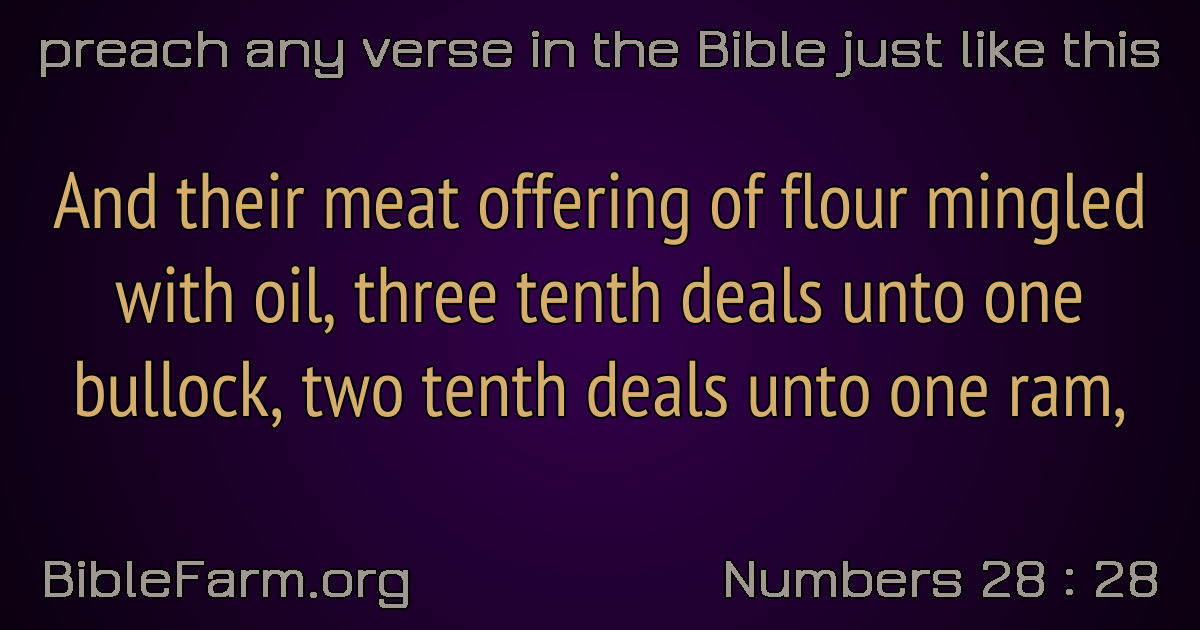 preach any verse in the Bible just like this
And their meat offering of flour mingled
with oil, three tenth deals unto one
bullock, two tenth deals unto one ram,
BibleFarm.org
Numbers 28 : 28